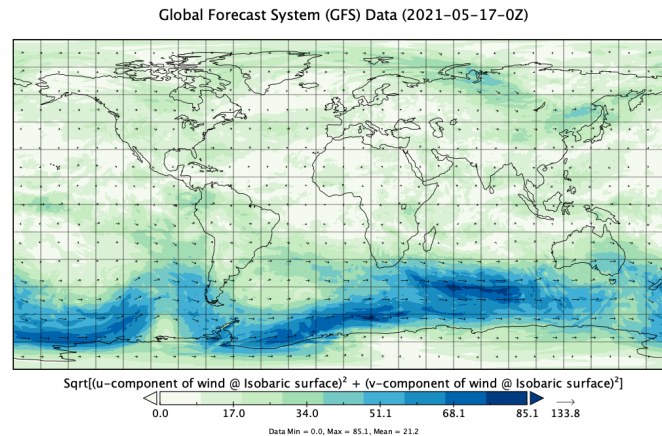 Global Forecast System (GFS) Data (2021-05-17-0Z)
Sqrt[(u-component of wind @ Isobaric surface)² + (v-component of wind @ Isobaric surface)²]
0.0 17.0 34.0 51.1 68.1 85.1 133.8
Data Min = 0.0, Max = 85.1, Mean = 21.2